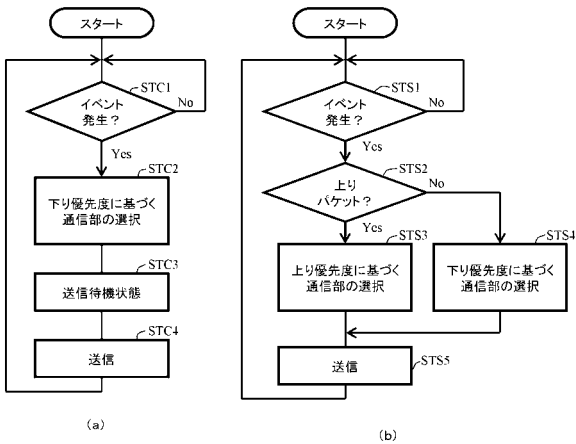 スタート
STC1
イベント
発生？
No
Yes
STC2
下り優先度に基づく
通信部の選択
STC3
送信待機状態
STC4
送信
(a)
スタート
STS1
イベント
発生？
No
Yes
STS2
上り
パケット？
No
Yes
STS3
上り優先度に基づく
通信部の選択
STS4
下り優先度に基づく
通信部の選択
送信
STS5
(b)